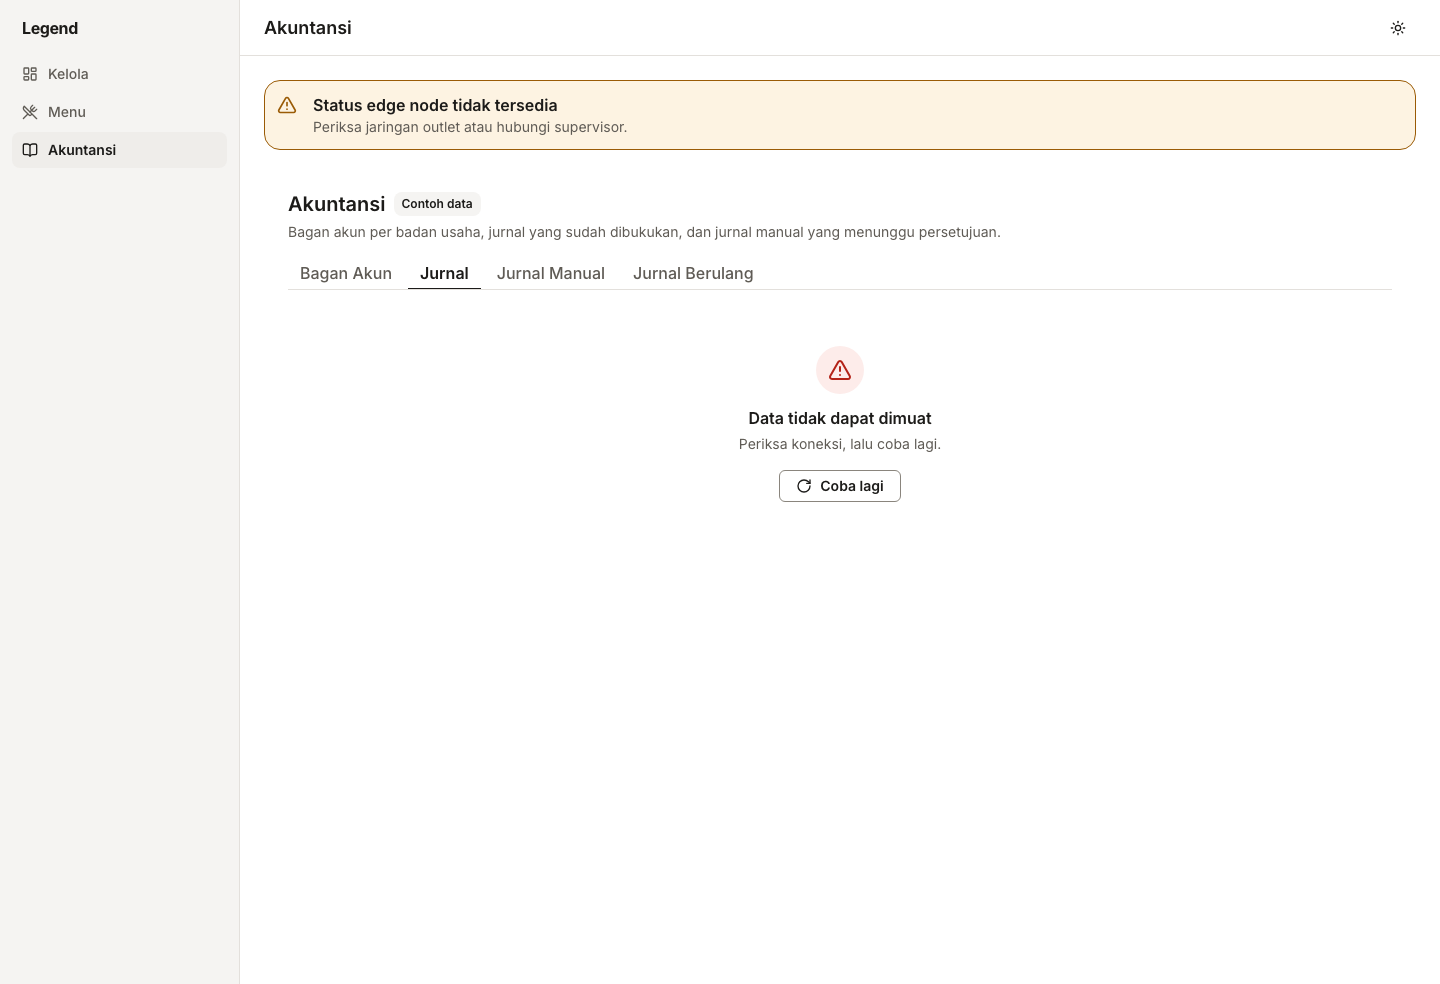 Legend
Akuntansi
Kelola
Menu
Akuntansi
Status edge node tidak tersedia
Periksa jaringan outlet atau hubungi supervisor.
Akuntansi Contoh data
Bagan akun per badan usaha, jurnal yang sudah dibukukan, dan jurnal manual yang menunggu persetujuan.
Bagan Akun Jurnal Jurnal Manual Jurnal Berulang
Data tidak dapat dimuat
Periksa koneksi, lalu coba lagi.
Coba lagi